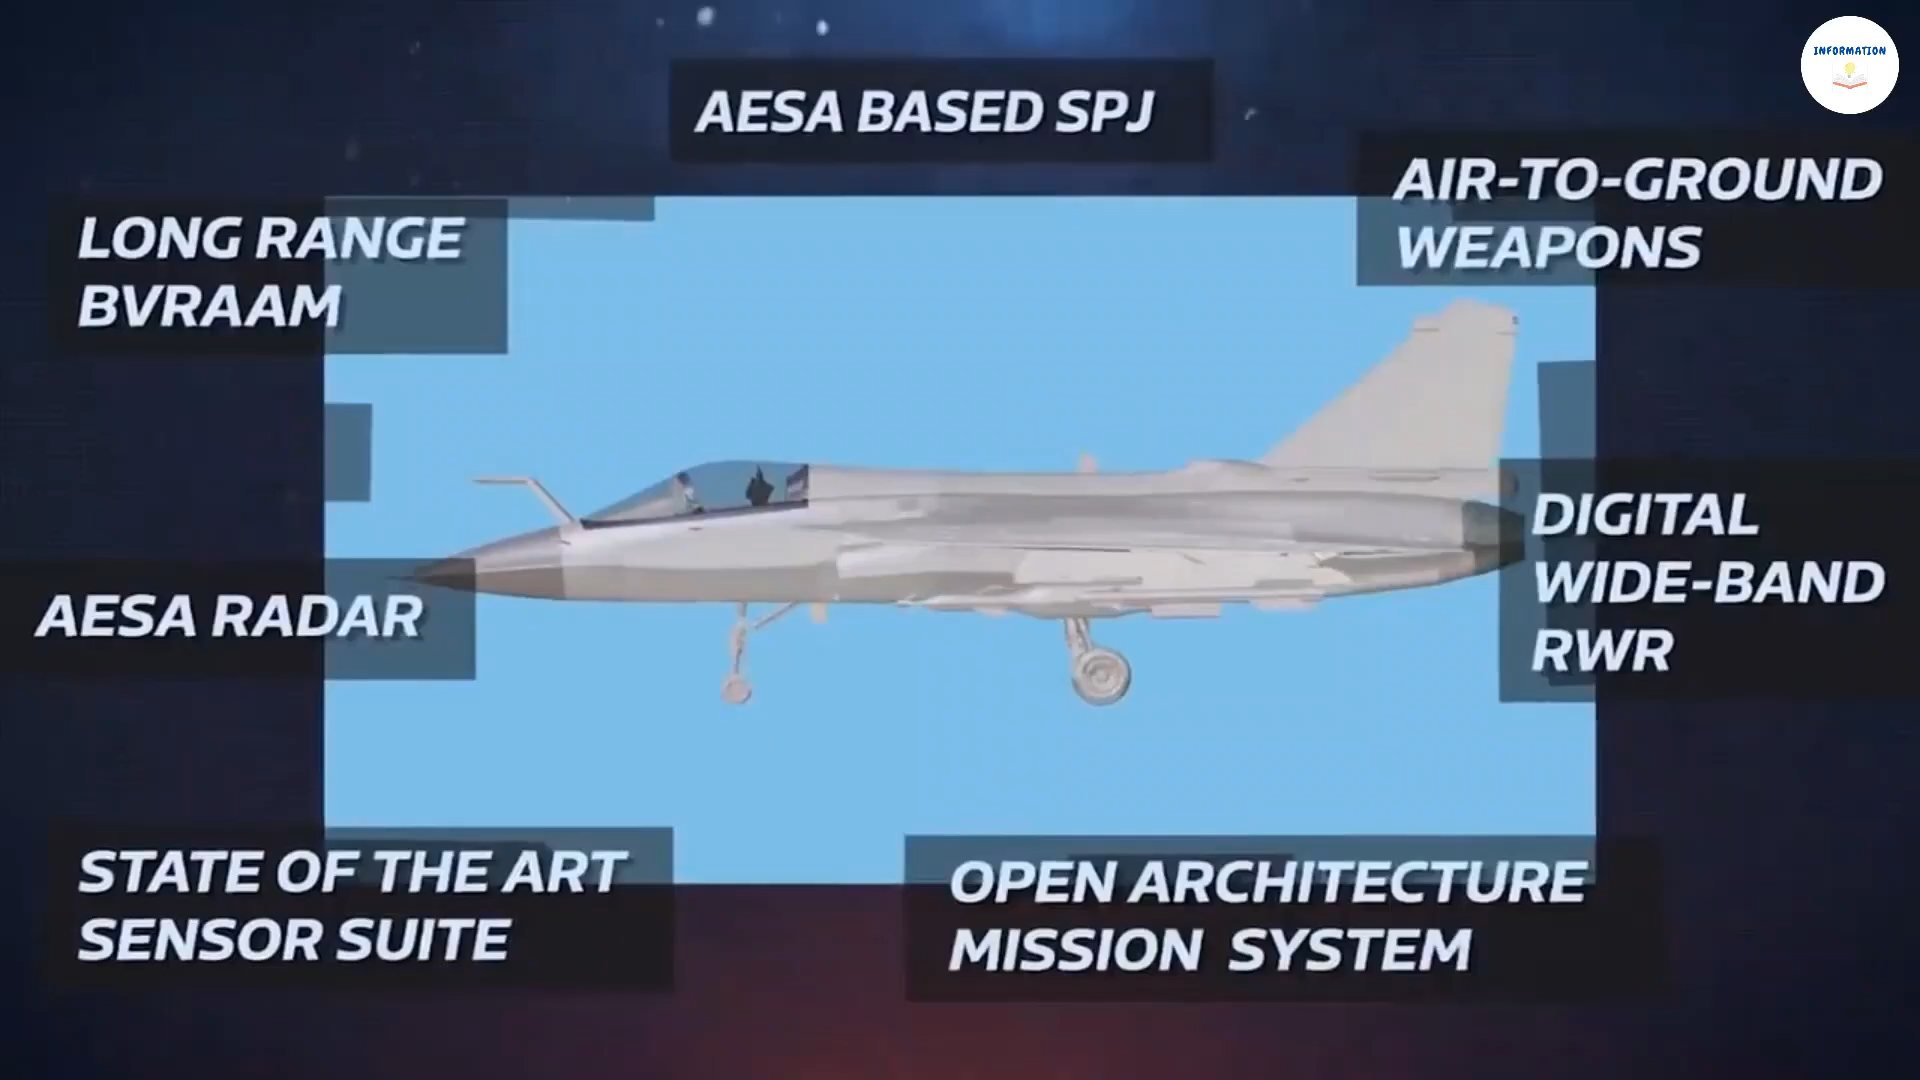 INFORMATION
AESA BASED SPJ
AIR-TO-GROUND
WEAPONS
LONG RANGE
BVRAAM
DIGITAL
WIDE-BAND
RWR
AESA RADAR
STATE OF THE ART
SENSOR SUITE
OPEN ARCHITECTURE
MISSION SYSTEM